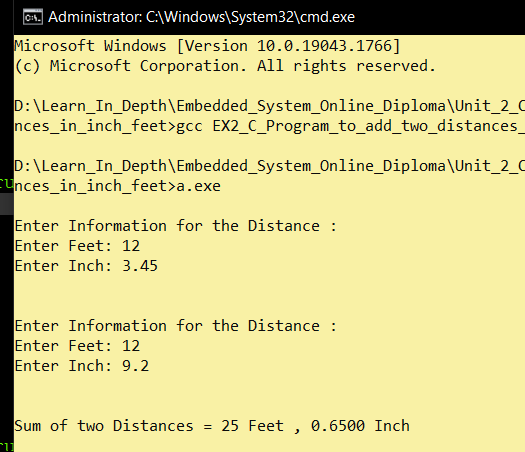 Administrator: C:\Windows\System32\cmd.exe
Microsoft Windows [Version 10.0.19043.1766]
(c) Microsoft Corporation. All rights reserved.
D:\Learn_In_Depth\Embedded_System_Online_Diploma\Unit_2_C
nces_in_inch_feet>gcc EX2_C_Program_to_add_two_distances_
D:\Learn_In_Depth\Embedded_System_Online_Diploma\Unit_2_C
ru
nces_in_inch_feet>a.exe
Enter Information for the Distance :
Enter Feet: 12
Enter Inch: 3.45
Enter Information for the Distance :
Enter Feet: 12
Enter Inch: 9.2
Sum of two Distances = 25 Feet , 0.6500 Inch
ru